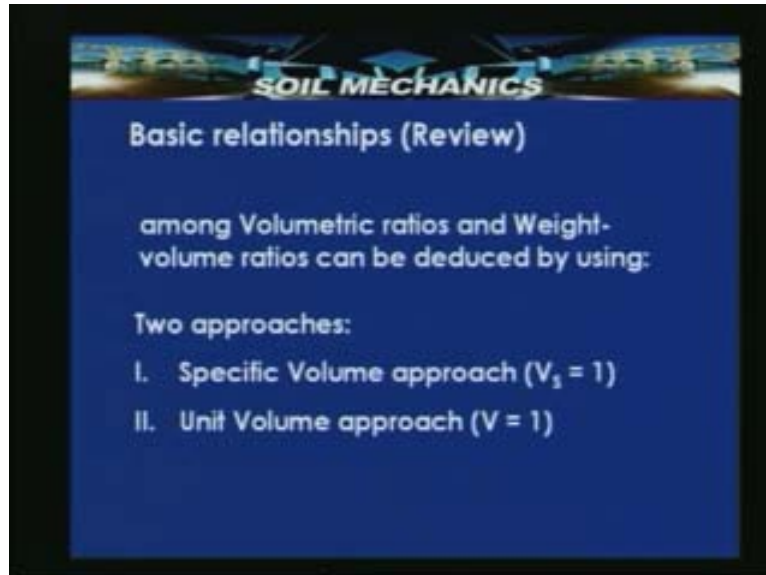 SOIL MECHANICS
Basic relationships (Review)
among Volumetric ratios and Weight-
volume ratios can be deduced by using:
Two approaches:
I. Specific Volume approach (Vₛ = 1)
II. Unit Volume approach (V = 1)